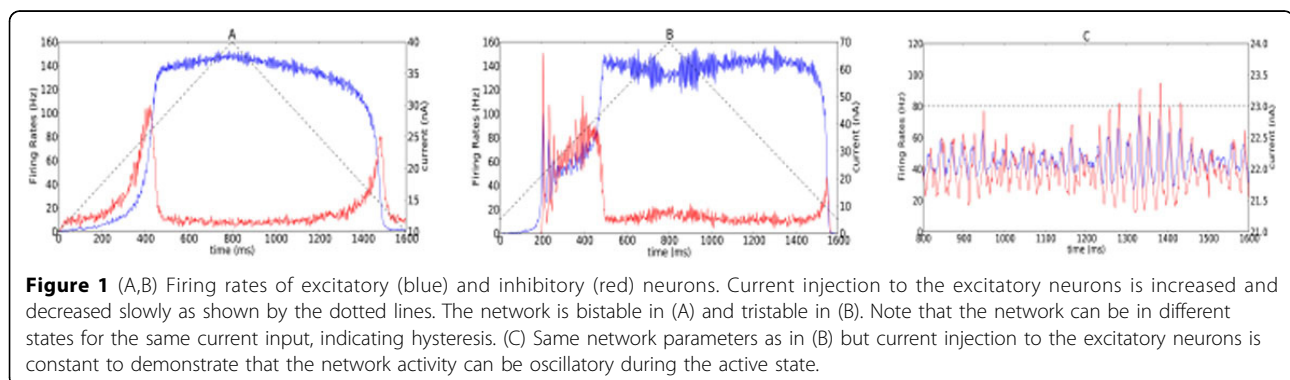 A
B
C
160
140
120
100
80
60
40
20
0
Firing Rates (Hz)
0 200 400 600 800 1000 1200 1400 1600
time (ms)
40
35
30
25
20
15
10
current (nA)
160
140
120
100
80
60
40
20
0
Firing Rates (Hz)
0 200 400 600 800 1000 1200 1400 1600
time (ms)
70
60
50
40
30
20
10
0
current (nA)
120
100
80
60
40
20
0
Firing Rates (Hz)
800 900 1000 1100 1200 1300 1400 1500 1600
time (ms)
24.0
23.5
23.0
22.5
22.0
21.5
21.0
current (nA)
Figure 1 (A,B) Firing rates of excitatory (blue) and inhibitory (red) neurons. Current injection to the excitatory neurons is increased and
decreased slowly as shown by the dotted lines. The network is bistable in (A) and tristable in (B). Note that the network can be in different
states for the same current input, indicating hysteresis. (C) Same network parameters as in (B) but current injection to the excitatory neurons is
constant to demonstrate that the network activity can be oscillatory during the active state.